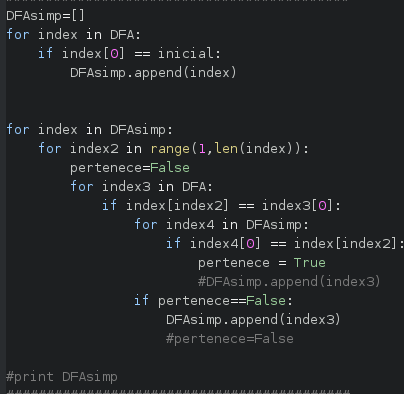 DFAsimp=[]
for index in DFA:
    if index[0] == inicial:
        DFAsimp.append(index)
for index in DFAsimp:
    for index2 in range(1,len(index)):
        pertenece=False
        for index3 in DFA:
            if index[index2] == index3[0]:
                for index4 in DFAsimp:
                    if index4[0] == index[index2]:
                        pertenece = True
                        #DFAsimp.append(index3)
                if pertenece==False:
                    DFAsimp.append(index3)
                    #pertenece=False
#print DFAsimp